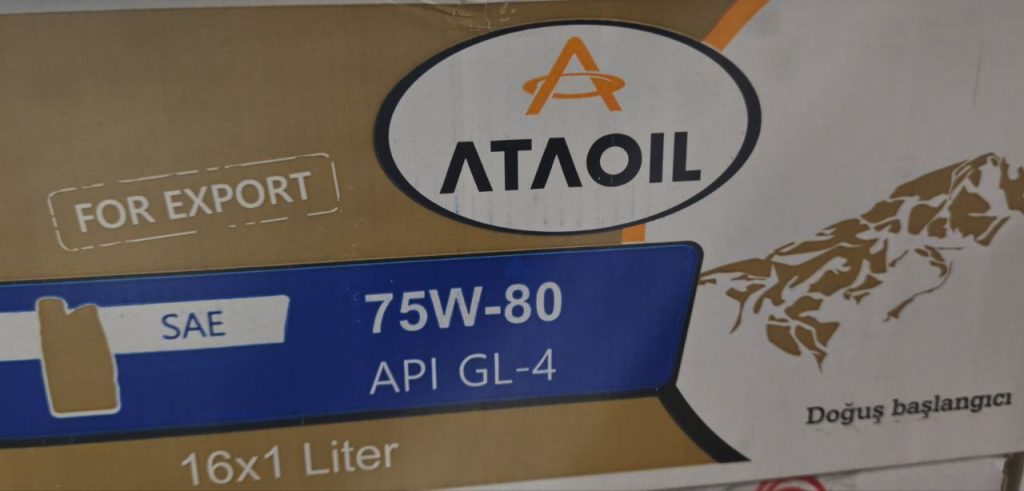 ATAOIL
FOR EXPORT
SAE
75W-80
API GL-4
16x1 Liter
Doğuş başlangıcı